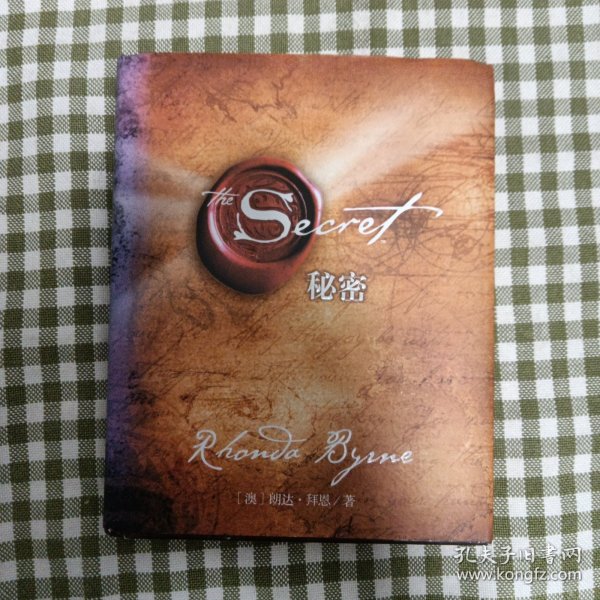 the Secret™
秘密
Rhonda Byrne
[澳]朗达·拜恩/著
孔夫子旧书网
www.kongfz.com